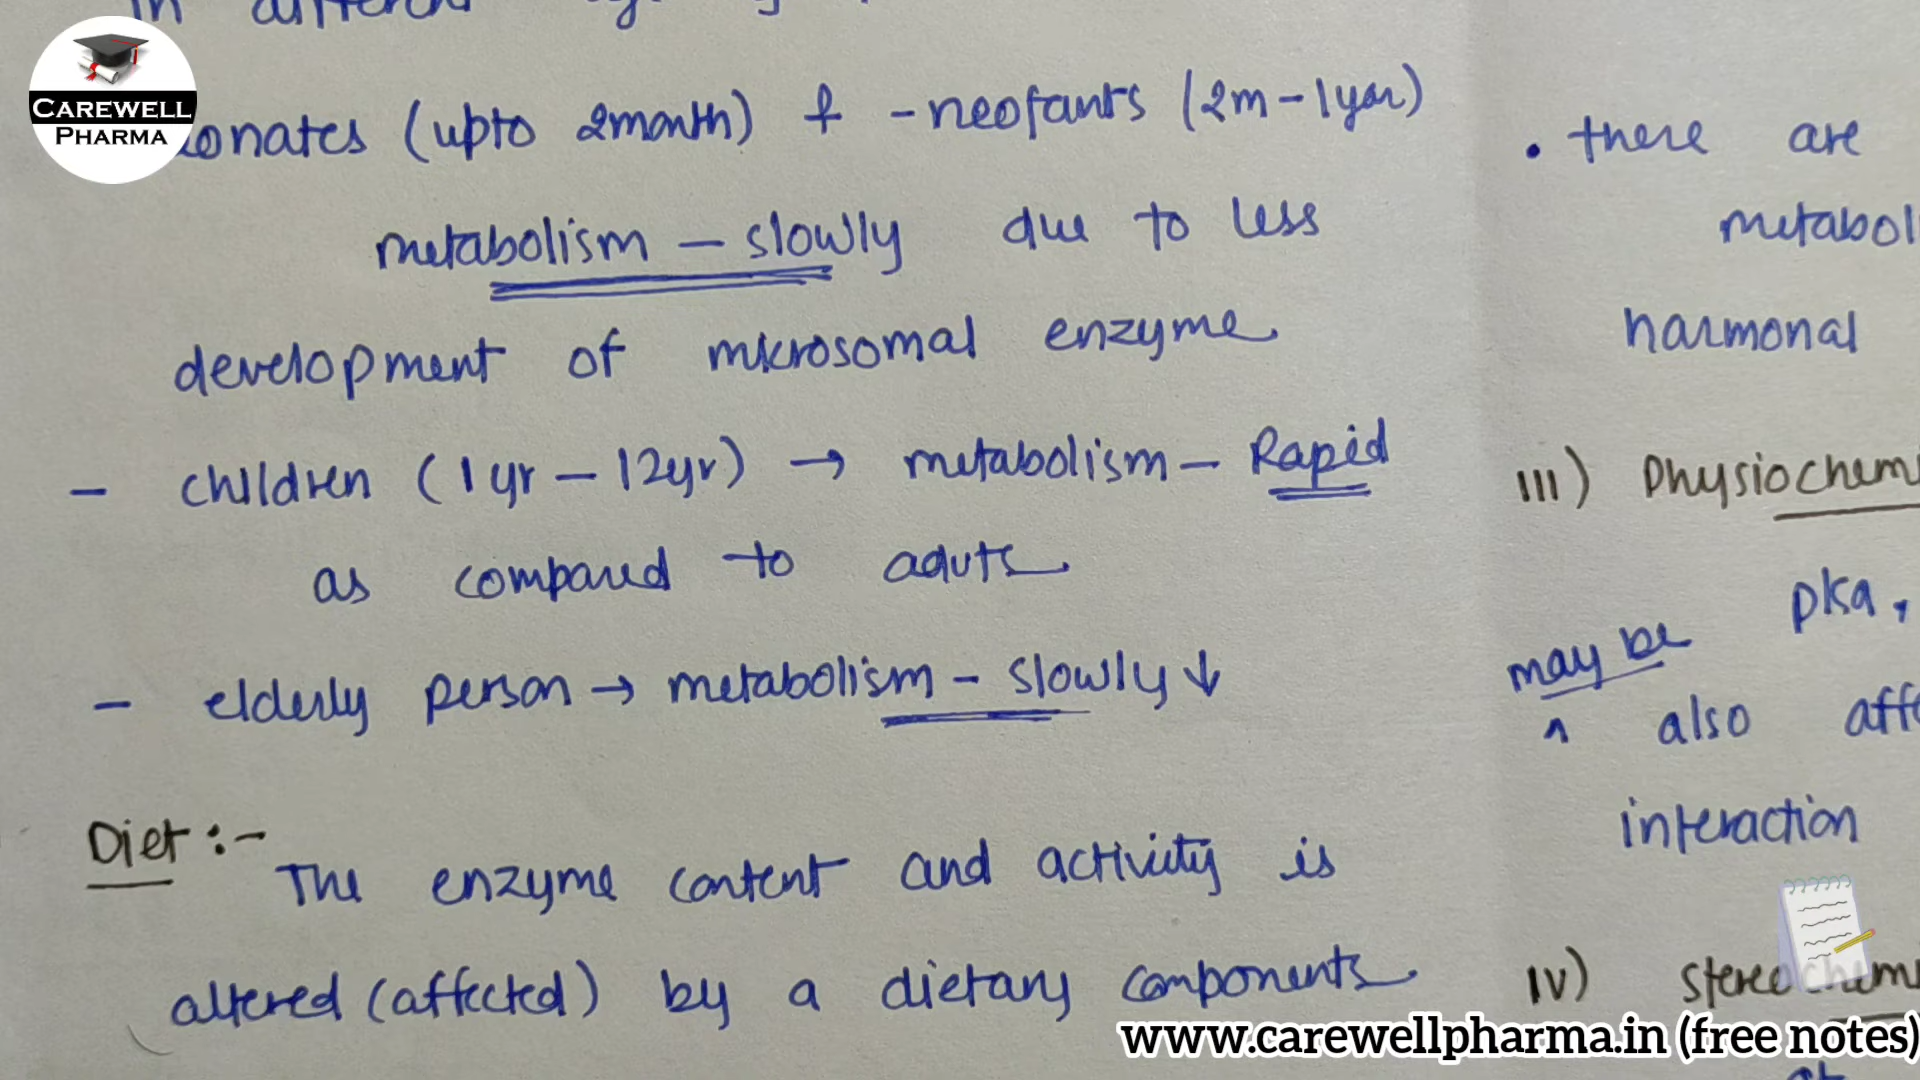 in different
CAREWELL
PHARMA
onates (upto 2month) & -neofants (2m-1year)
metabolism - slowly due to less
development of microsomal enzyme
- children (1yr - 12yr) → metabolism - Rapid
as compared to aduts
- elderly person → metabolism - slowly ↓
Diet :-
The enzyme content and activity is
altered (affected) by a dietary components
• there are
metabol
harmonal
III) Physiochem
pka,
may be
^ also aff
interaction
IV) stereochem
www.carewellpharma.in (free notes)